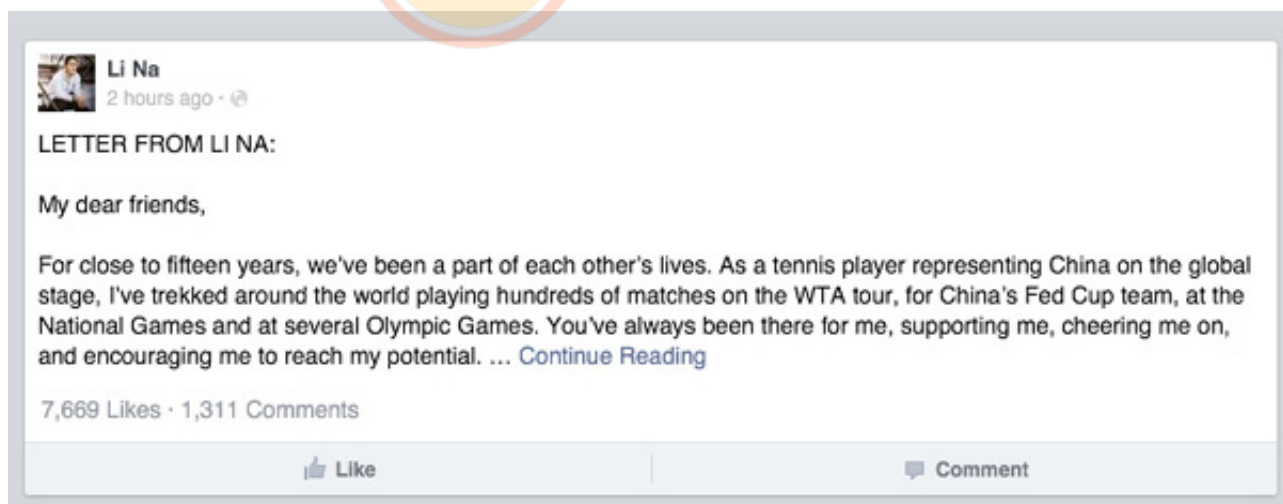 Li Na
2 hours ago ·
LETTER FROM LI NA:
My dear friends,
For close to fifteen years, we've been a part of each other's lives. As a tennis player representing China on the global
stage, I've trekked around the world playing hundreds of matches on the WTA tour, for China's Fed Cup team, at the
National Games and at several Olympic Games. You've always been there for me, supporting me, cheering me on,
and encouraging me to reach my potential. ... Continue Reading
7,669 Likes · 1,311 Comments
Like
Comment